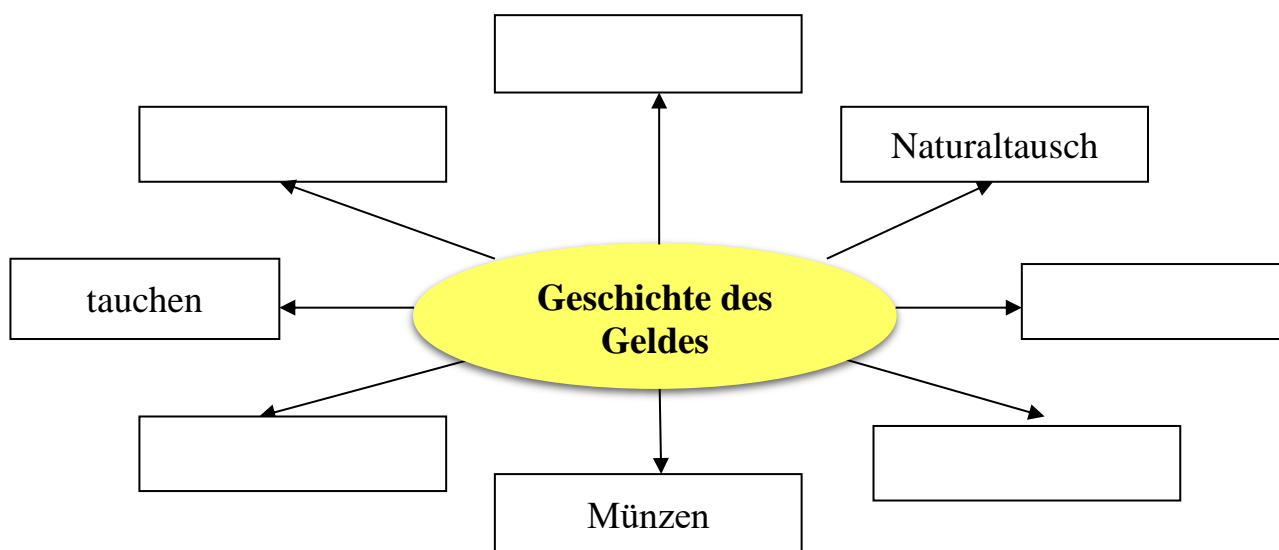 Naturaltausch
Geschichte des
Geldes
tauchen
Münzen